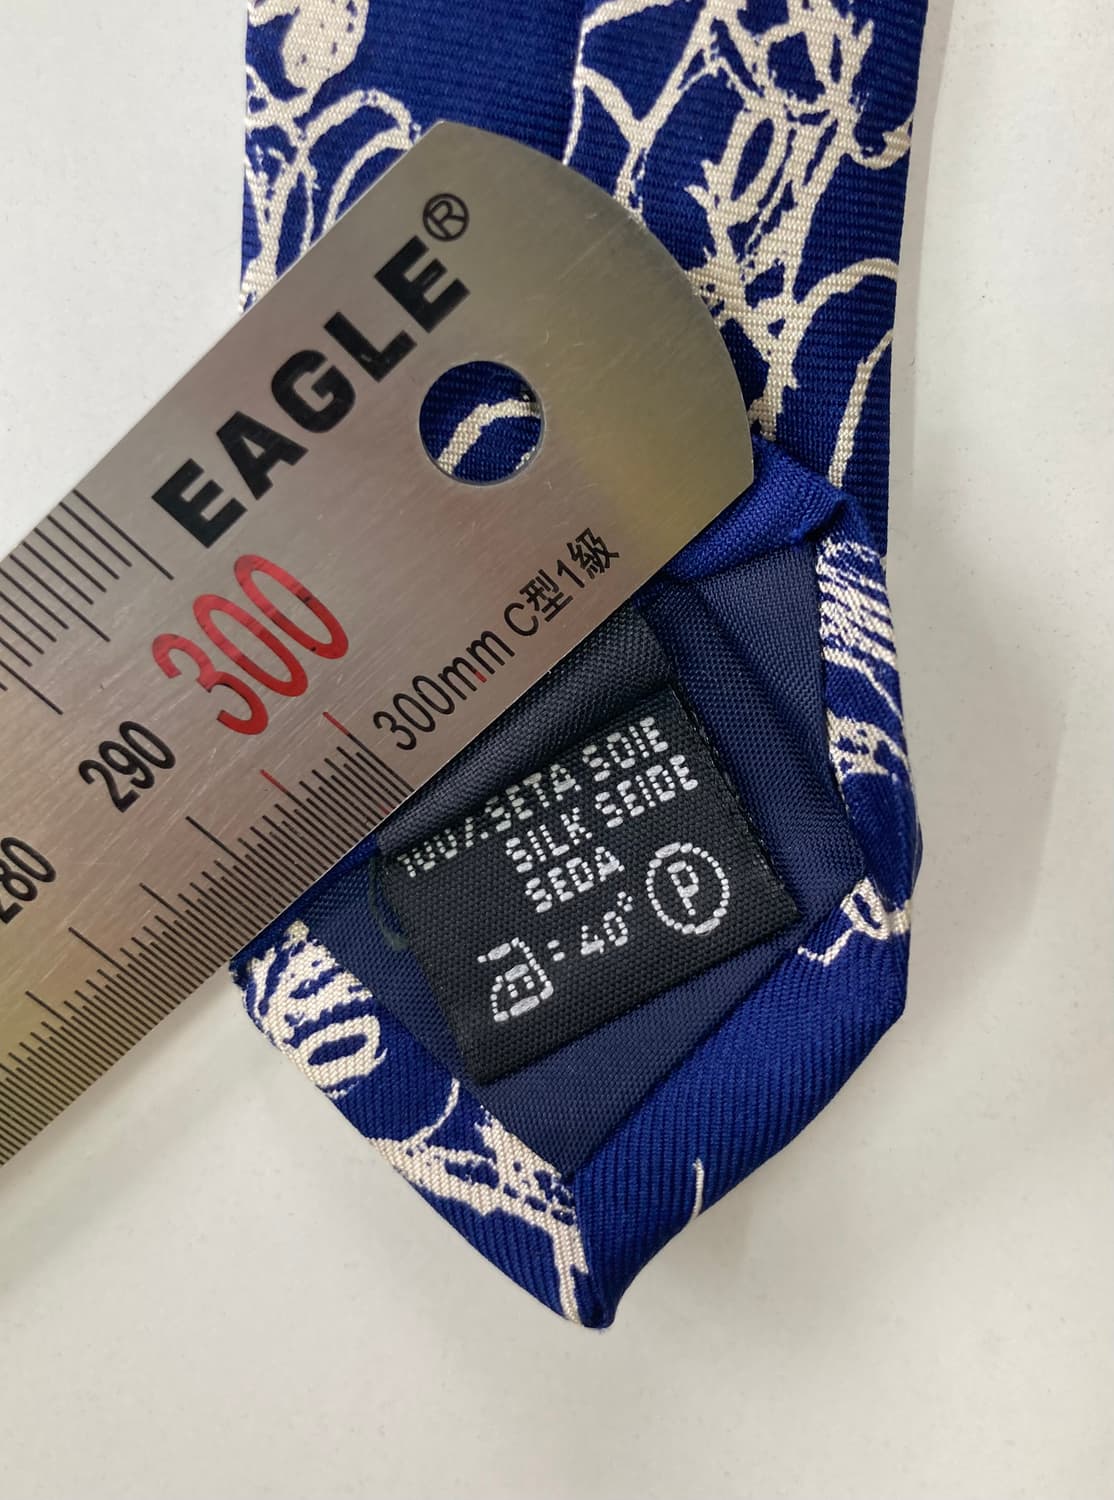 EAGLE®
300
300mm C型1級
290
280
100%SETA SOIE
SILK SEIDE
SEDA
: 40° P